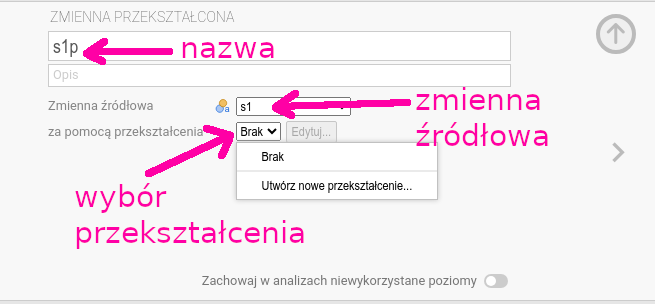 ZMIENNA PRZEKSZTAŁCONA
s1p
nazwa
Opis
Zmienna źródłowa
a
s1
zmienna
źródłowa
za pomocą przekształcenia
Brak
Edytuj...
Brak
Utwórz nowe przekształcenie...
wybór
przekształcenia
Zachowaj w analizach niewykorzystane poziomy